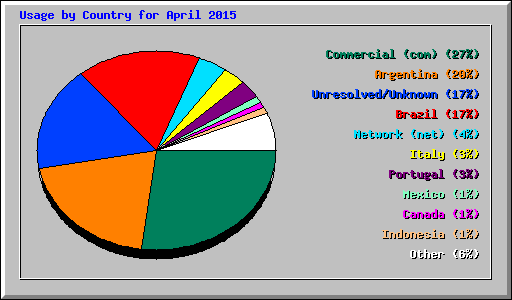 Usage by Country for April 2015
Commercial (com) (27%)
Argentina (20%)
Unresolved/Unknown (17%)
Brazil (17%)
Network (net) (4%)
Italy (3%)
Portugal (3%)
Mexico (1%)
Canada (1%)
Indonesia (1%)
Other (6%)